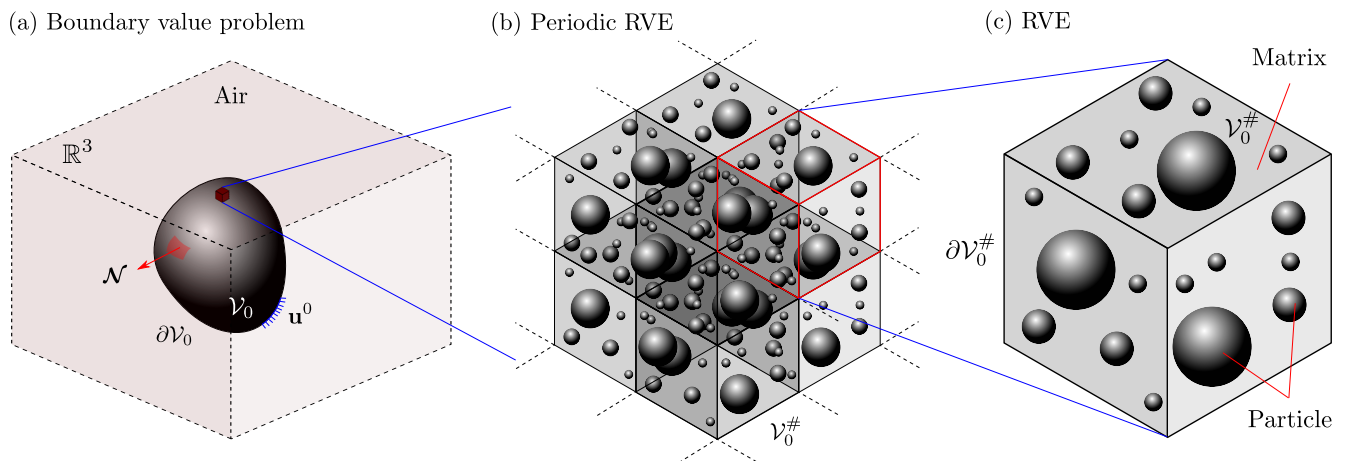 (a) Boundary value problem
Air
ℝ³
𝓝
𝒱₀
∂𝒱₀
𝐮⁰
(b) Periodic RVE
𝒱₀^#
(c) RVE
Matrix
𝒱₀^#
∂𝒱₀^#
Particle